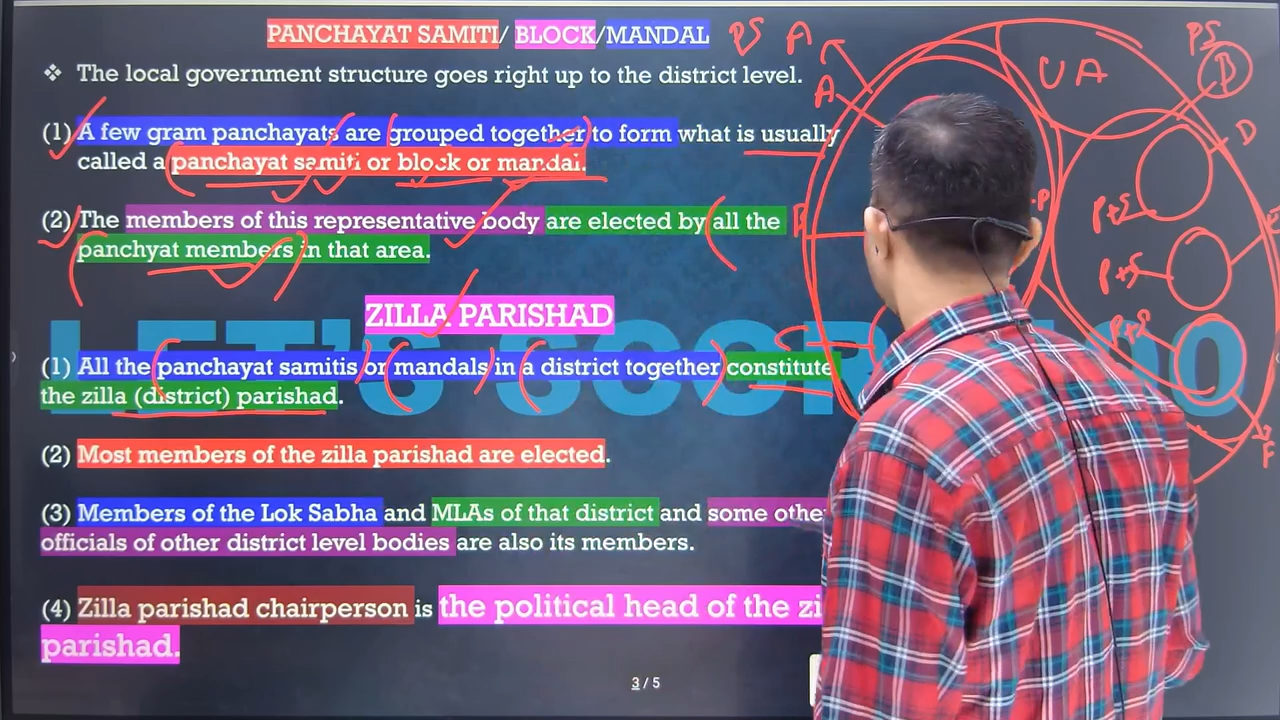 PANCHAYAT SAMITI/ BLOCK/MANDAL
❖ The local government structure goes right up to the district level.
(1) A few gram panchayats are grouped together to form what is usually
called a panchayat samiti or block or mandal.
(2) The members of this representative body are elected by all the
panchyat members in that area.
ZILLA PARISHAD
(1) All the panchayat samitis or mandals in a district together constitute
the zilla (district) parishad.
(2) Most members of the zilla parishad are elected.
(3) Members of the Lok Sabha and MLAs of that district and some other
officials of other district level bodies are also its members.
(4) Zilla parishad chairperson is the political head of the zi
parishad.
3 / 5
LET'S SCOR 00
PS A
A
UA
PS
B
D
P+S
P+S
P+S
F